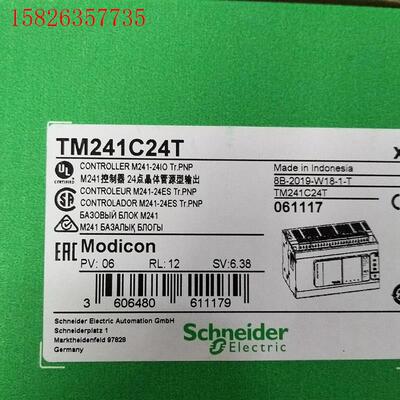 15826357735
TM241C24T
CONTROLLER M241-24IO Tr.PNP
M241控制器 24点晶体管源型输出
CONTROLEUR M241-24ES Tr.PNP
CONTROLADOR M241-24ES Tr.PNP
БАЗОВЫЙ БЛОК M241
M241 БАЗАЛЫҚ БЛОГЫ
Made in Indonesia
8B-2019-W18-1-T
TM241C24T
061117
UL
EAC
Modicon
PV: 06 RL: 12 SV:6.38
3 606480 611179
Schneider Electric Automation GmbH
Schneiderplatz 1
Marktheidenfeld 97828
Germany
Schneider
Electric